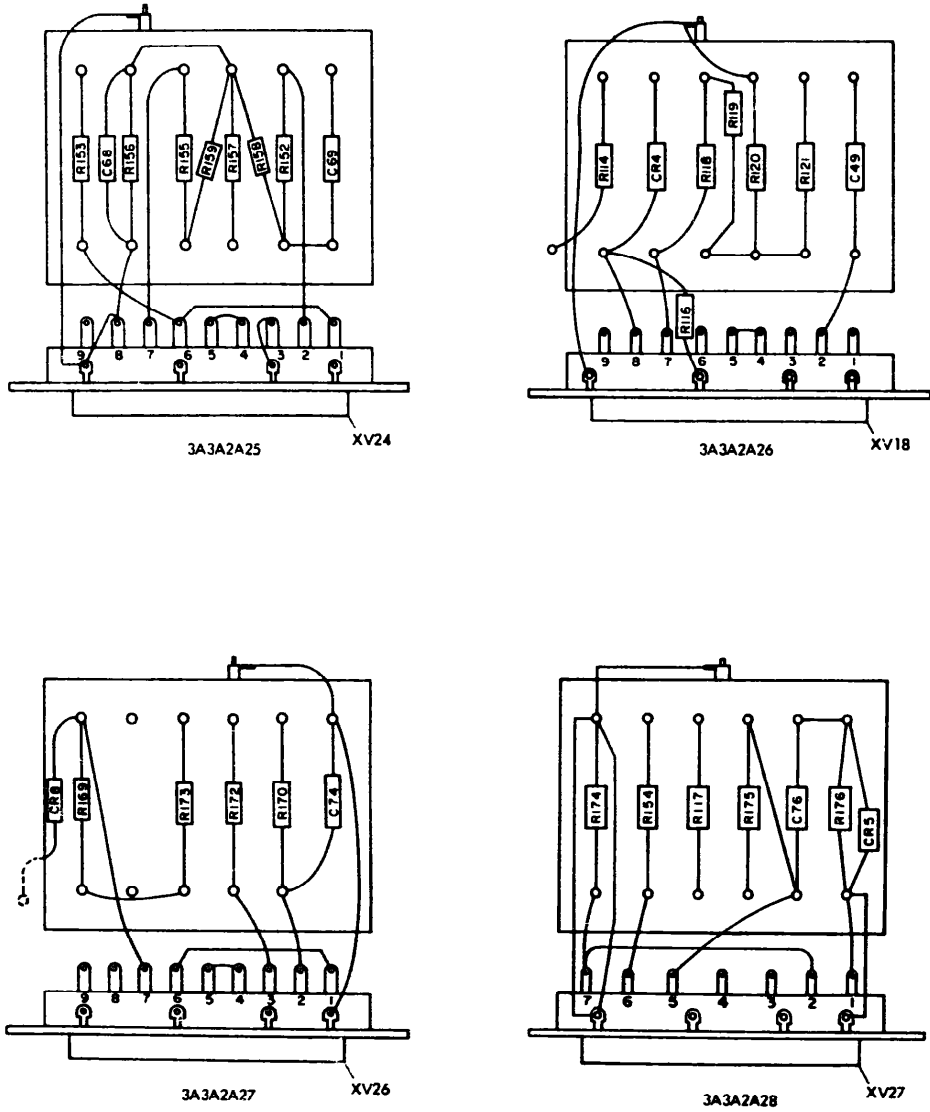 R153 C68 R156 R155 R159 R157 R158 R152 C69
9 8 7 6 5 4 3 2 1
XV24
3A3A2A25
R114 CR4 R118 R119 R120 R121 C49
R116
9 8 7 6 5 4 3 2 1
XV18
3A3A2A26
CR8 R169 R173 R172 R170 C74
9 8 7 6 5 4 3 2 1
XV26
3A3A2A27
R174 R154 R117 R175 C76 R176 CR5
7 6 5 4 3 2 1
XV27
3A3A2A28